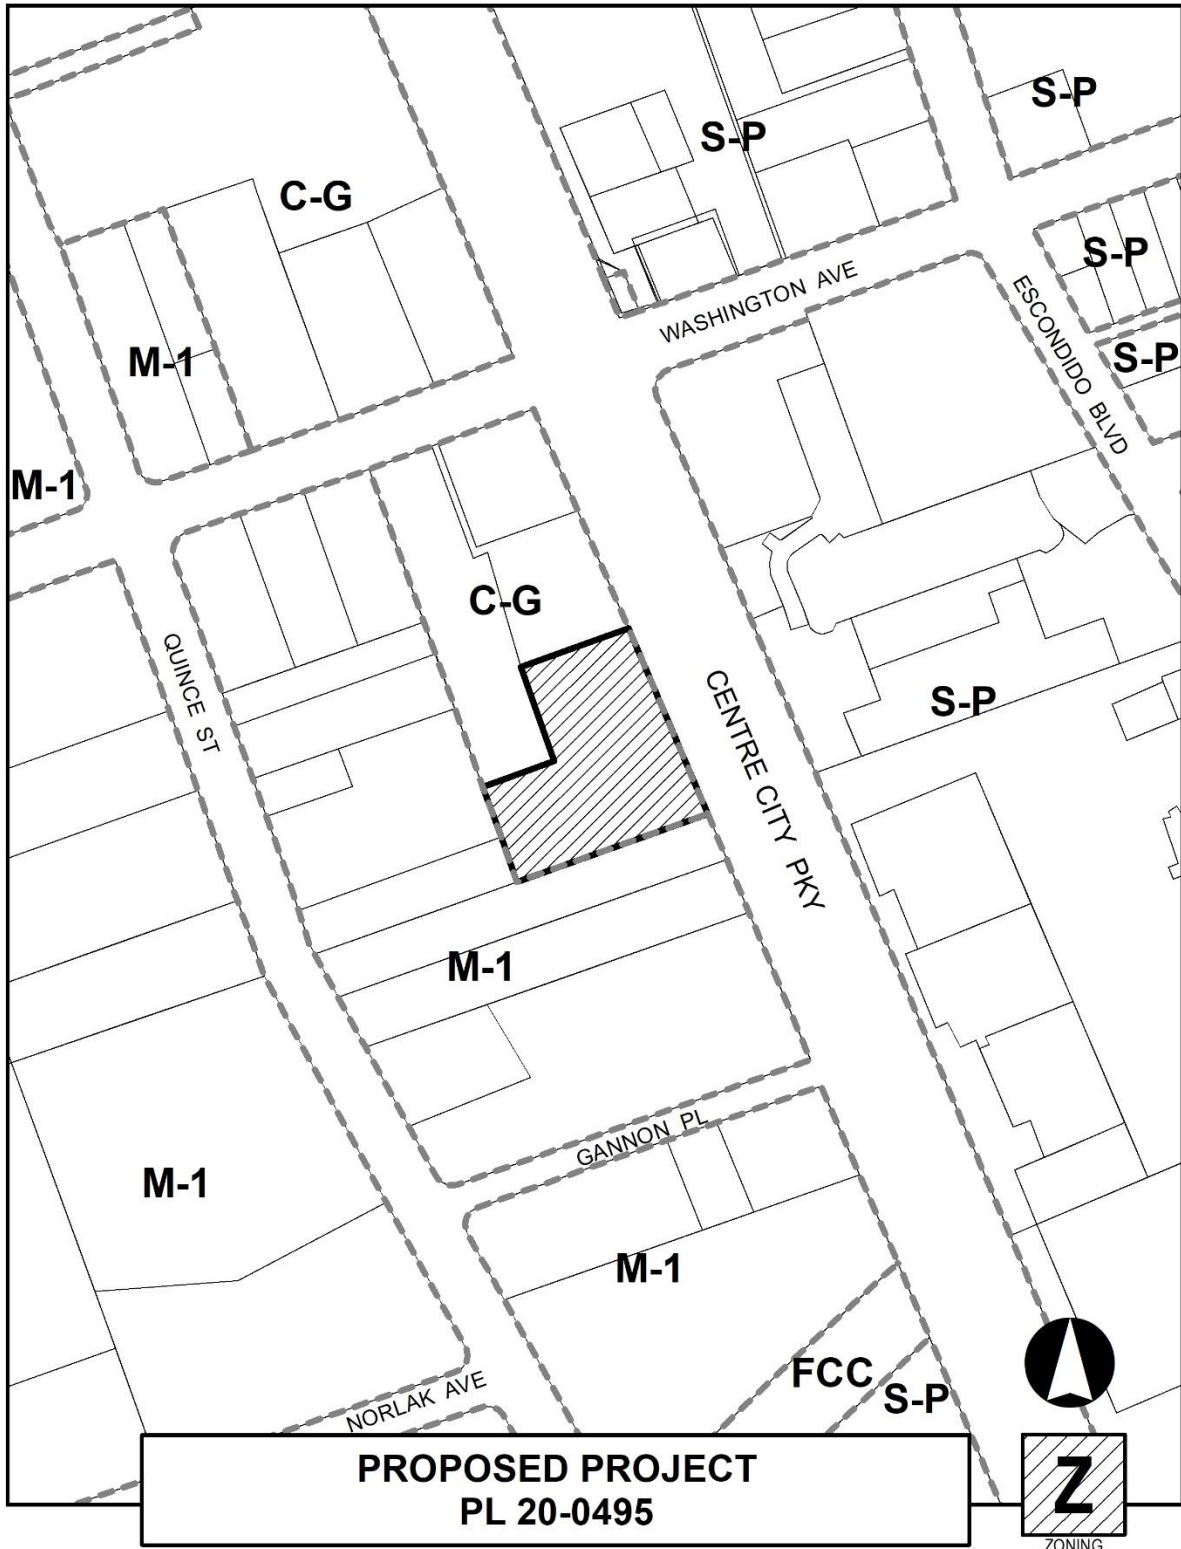 S-P
S-P
C-G
S-P
WASHINGTON AVE
ESCONDIDO BLVD
M-1
S-P
M-1
C-G
QUINCE ST
CENTRE CITY PKY
S-P
M-1
GANNON PL
M-1
M-1
FCC
S-P
NORLAK AVE
PROPOSED PROJECT
PL 20-0495
Z
ZONING